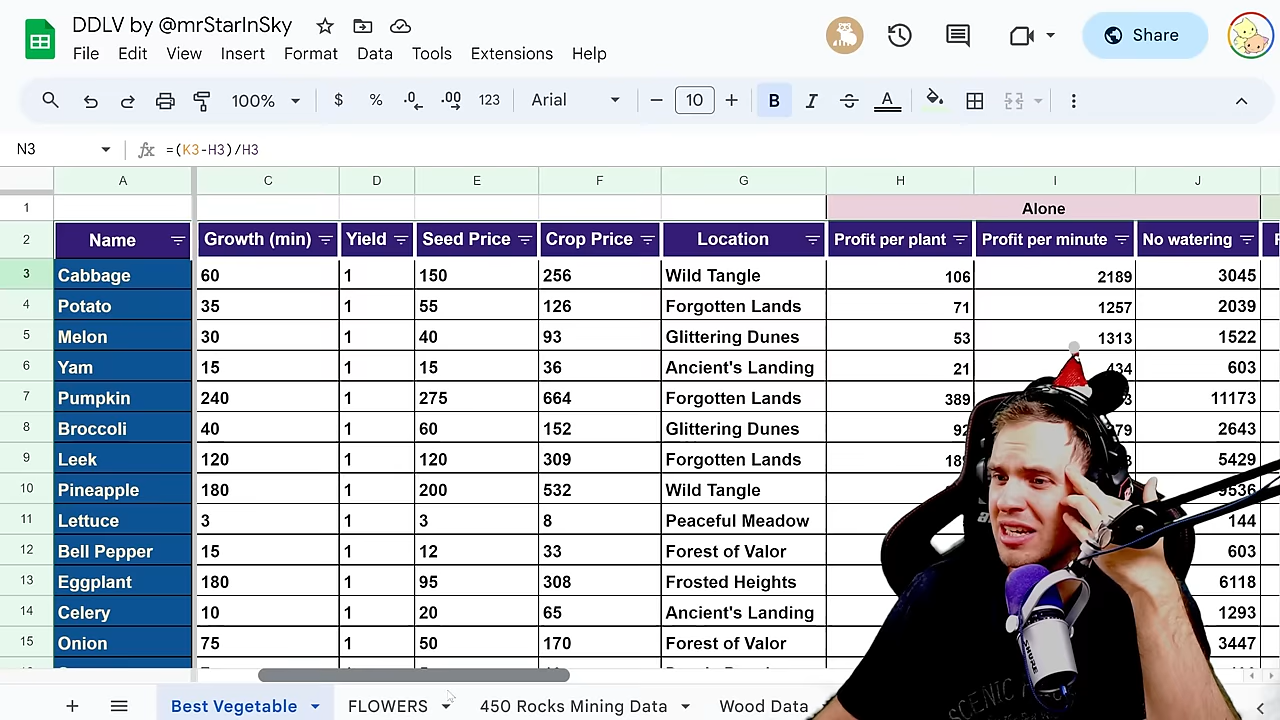 DDLV by @mrStarInSky
File Edit View Insert Format Data Tools Extensions Help
Share
100% $ % .0 .00 123 Arial 10 B I A
N3 fx =(K3-H3)/H3
A C D E F G H I J
1 Alone
2 Name Growth (min) Yield Seed Price Crop Price Location Profit per plant Profit per minute No watering
3 Cabbage 60 1 150 256 Wild Tangle 106 2189 3045
4 Potato 35 1 55 126 Forgotten Lands 71 1257 2039
5 Melon 30 1 40 93 Glittering Dunes 53 1313 1522
6 Yam 15 1 15 36 Ancient's Landing 21 434 603
7 Pumpkin 240 1 275 664 Forgotten Lands 389 11173
8 Broccoli 40 1 60 152 Glittering Dunes 92 2643
9 Leek 120 1 120 309 Forgotten Lands 5429
10 Pineapple 180 1 200 532 Wild Tangle 9536
11 Lettuce 3 1 3 8 Peaceful Meadow 144
12 Bell Pepper 15 1 12 33 Forest of Valor 603
13 Eggplant 180 1 95 308 Frosted Heights 6118
14 Celery 10 1 20 65 Ancient's Landing 1293
15 Onion 75 1 50 170 Forest of Valor 3447
SHURE
Best Vegetable FLOWERS 450 Rocks Mining Data Wood Data